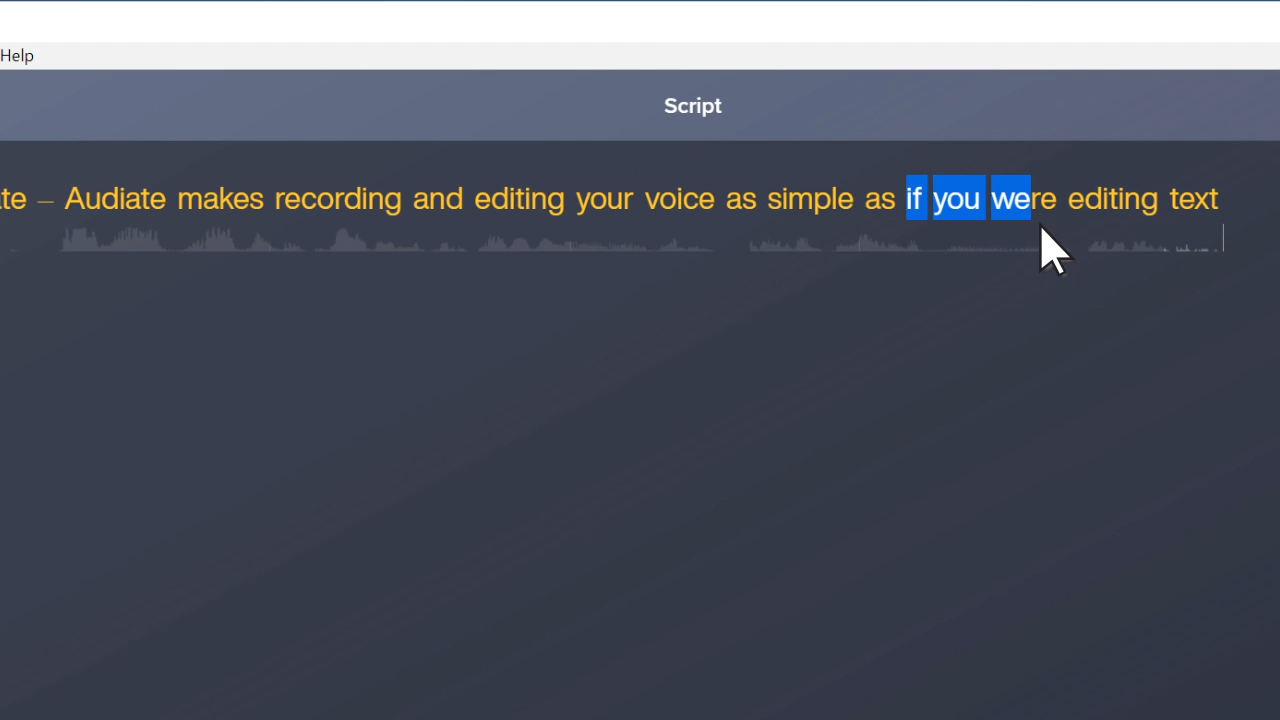 Help
Script
te – Audiate makes recording and editing your voice as simple as if you were editing text